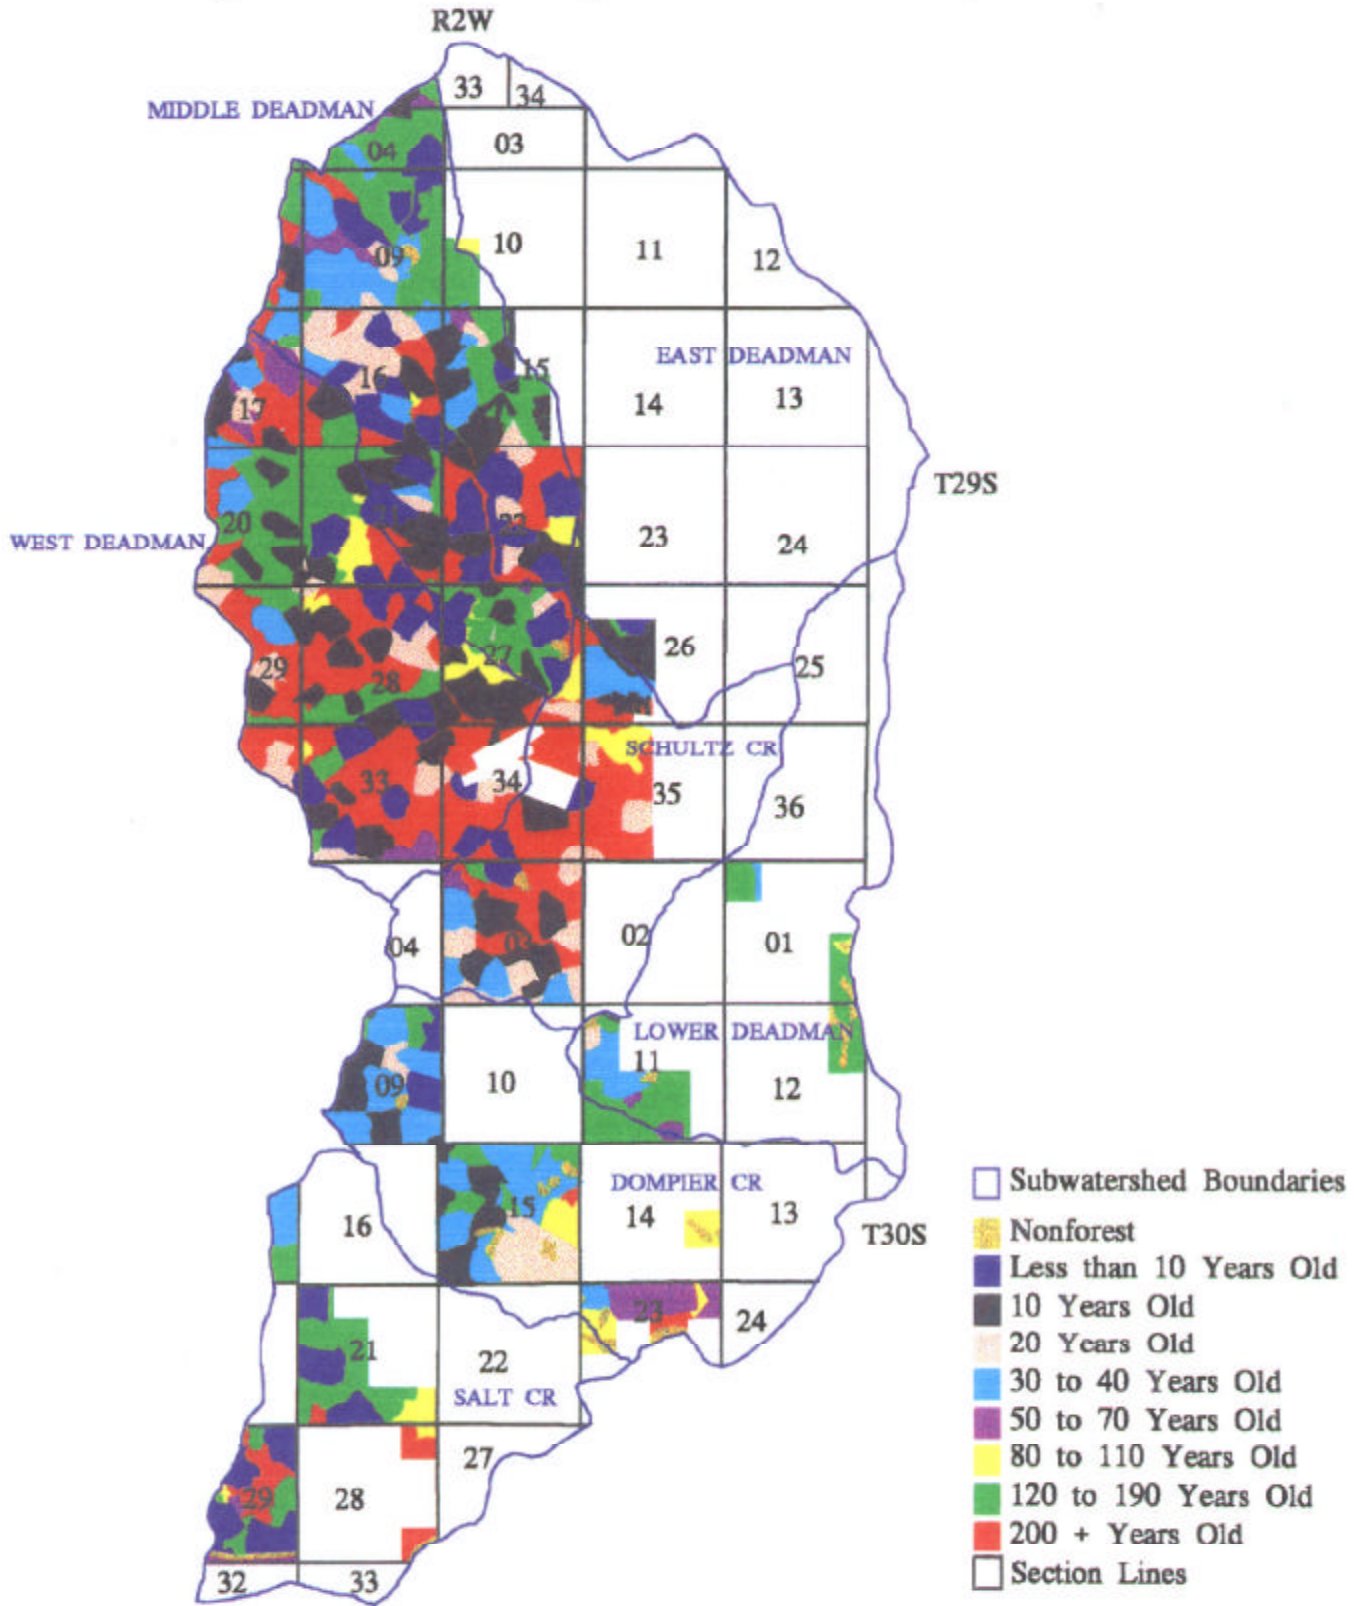 R2W
33 34
MIDDLE DEADMAN
04 03
09 10 11 12
EAST DEADMAN
17 16 15 14 13
T29S
WEST DEADMAN
20 21 22 23 24
29 28 27 26 25
SCHULTZ CR
33 34 35 36
04 03 02 01
LOWER DEADMAN
09 10 11 12
DOMPIER CR
16 15 14 13
T30S
21 22 23 24
SALT CR
29 28 27
32 33
Subwatershed Boundaries
Nonforest
Less than 10 Years Old
10 Years Old
20 Years Old
30 to 40 Years Old
50 to 70 Years Old
80 to 110 Years Old
120 to 190 Years Old
200 + Years Old
Section Lines